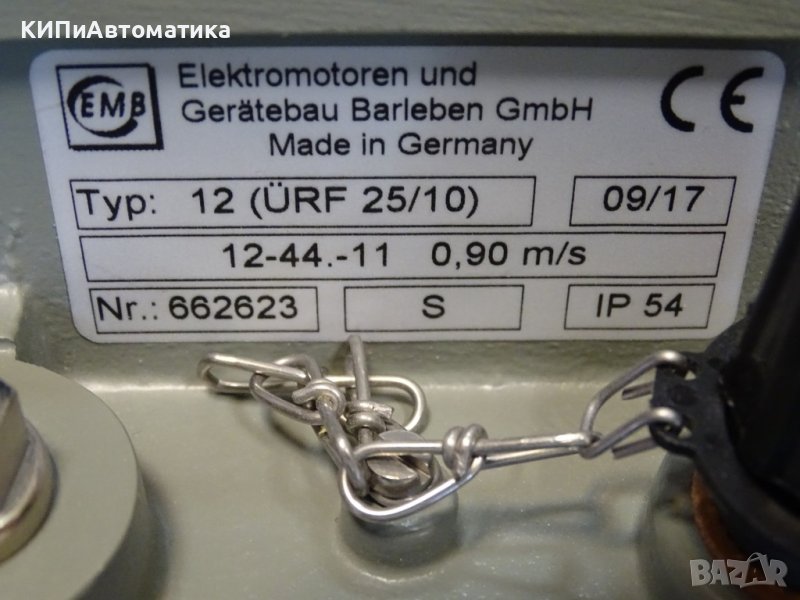 КИПиАвтоматика
EMB
Elektromotoren und
Gerätebau Barleben GmbH
Made in Germany
CE
Typ: 12 (ÜRF 25/10) 09/17
12-44.-11 0,90 m/s
Nr.: 662623 S IP 54
BAZAR